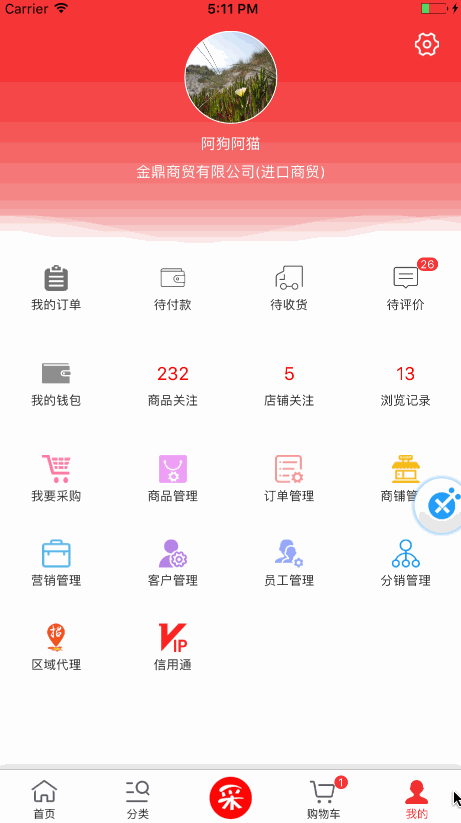 Carrier 5:11 PM
阿狗阿猫
金鼎商贸有限公司(进口商贸)
26
我的订单 待付款 待收货 待评价
232 5 13
我的钱包 商品关注 店铺关注 浏览记录
我要采购 商品管理 订单管理 商铺管
招
营销管理 客户管理 员工管理 分销管理
VIP
区域代理 信用通
采
1
首页 分类 购物车 我的